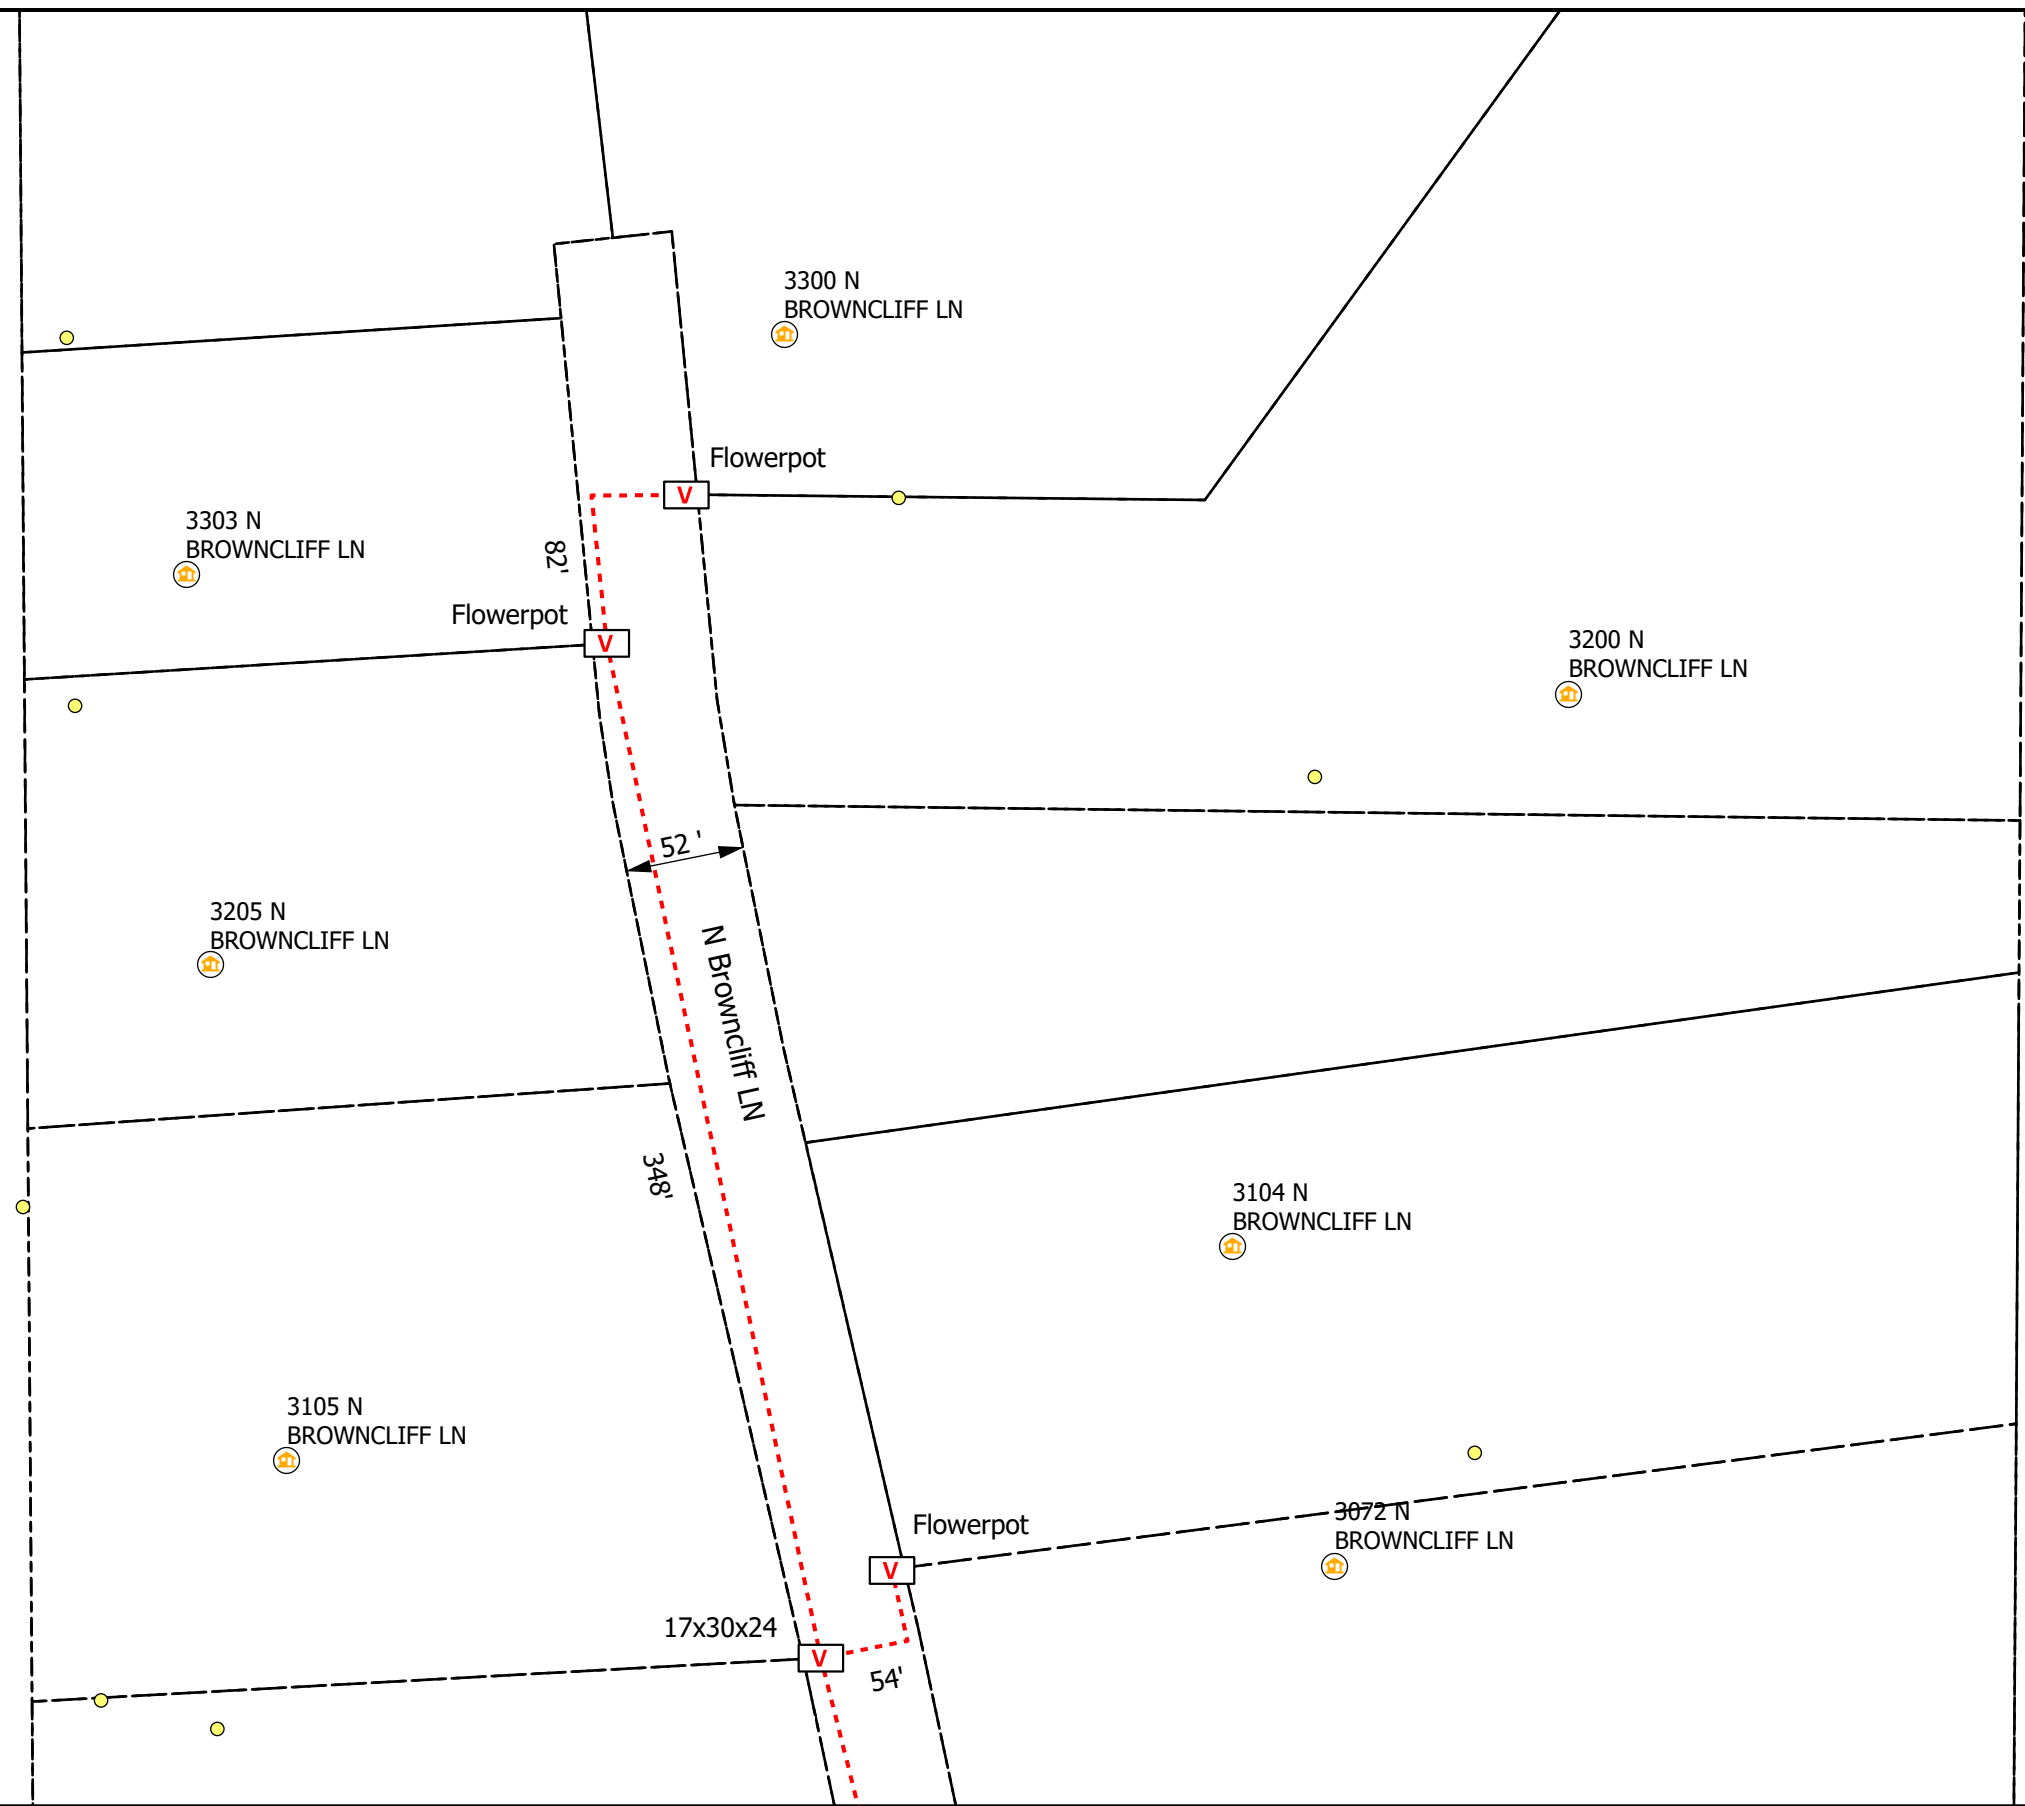 3300 N
BROWNCLIFF LN
Flowerpot
V
3303 N
BROWNCLIFF LN
82'
Flowerpot
V
3200 N
BROWNCLIFF LN
52 '
3205 N
BROWNCLIFF LN
N Browncliff LN
348'
3104 N
BROWNCLIFF LN
3105 N
BROWNCLIFF LN
3072 N
BROWNCLIFF LN
Flowerpot
V
17x30x24
V
54'